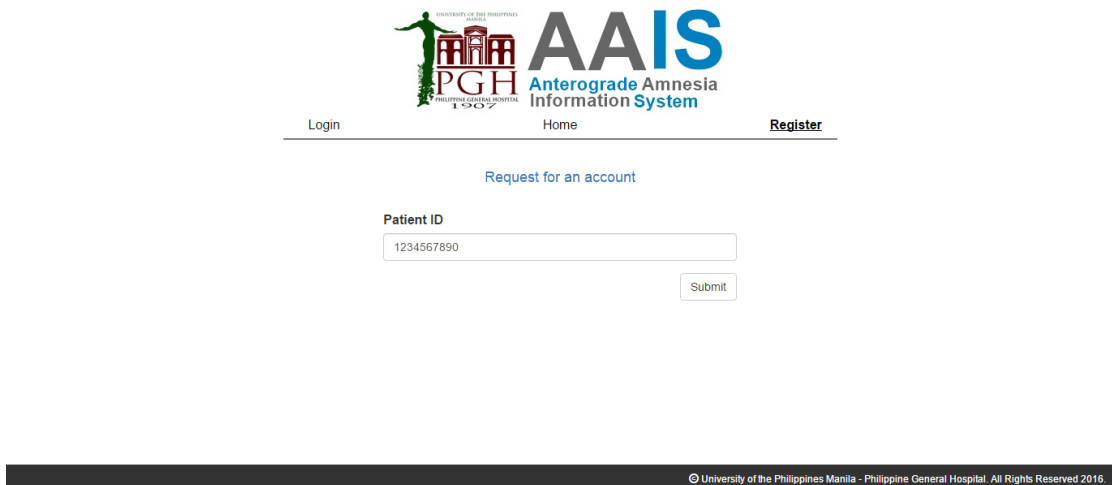 UNIVERSITY OF THE PHILIPPINES
MANILA
PGH
PHILIPPINE GENERAL HOSPITAL
1907
AAIS
Anterograde Amnesia
Information System
Login Home Register
Request for an account
Patient ID
1234567890
Submit
© University of the Philippines Manila - Philippine General Hospital. All Rights Reserved 2016.